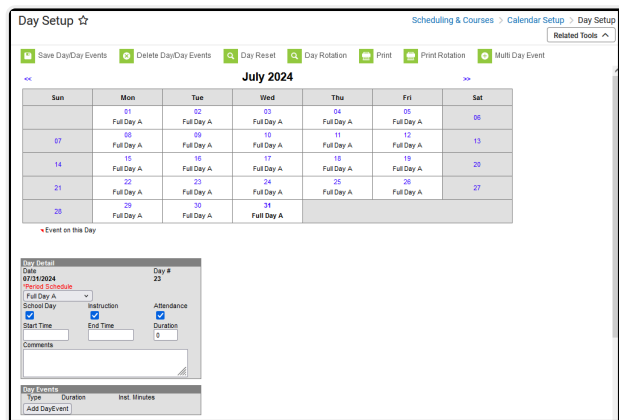 Day Setup ☆
Scheduling & Courses > Calendar Setup > Day Setup
Related Tools
Save Day/Day Events Delete Day/Day Events Day Reset Day Rotation Print Print Rotation Multi Day Event
<< July 2024 >>
Sun Mon Tue Wed Thu Fri Sat
01 02 03 04 05 06
Full Day A Full Day A Full Day A Full Day A Full Day A
07 08 09 10 11 12 13
Full Day A Full Day A Full Day A Full Day A Full Day A
14 15 16 17 18 19 20
Full Day A Full Day A Full Day A Full Day A Full Day A
21 22 23 24 25 26 27
Full Day A Full Day A Full Day A Full Day A Full Day A
28 29 30 31
Full Day A Full Day A Full Day A
Event on this Day
Day Detail
Date Day #
07/31/2024 23
*Period Schedule
Full Day A
School Day Instruction Attendance
Start Time End Time Duration
0
Comments
Day Events
Type Duration Inst. Minutes
Add DayEvent